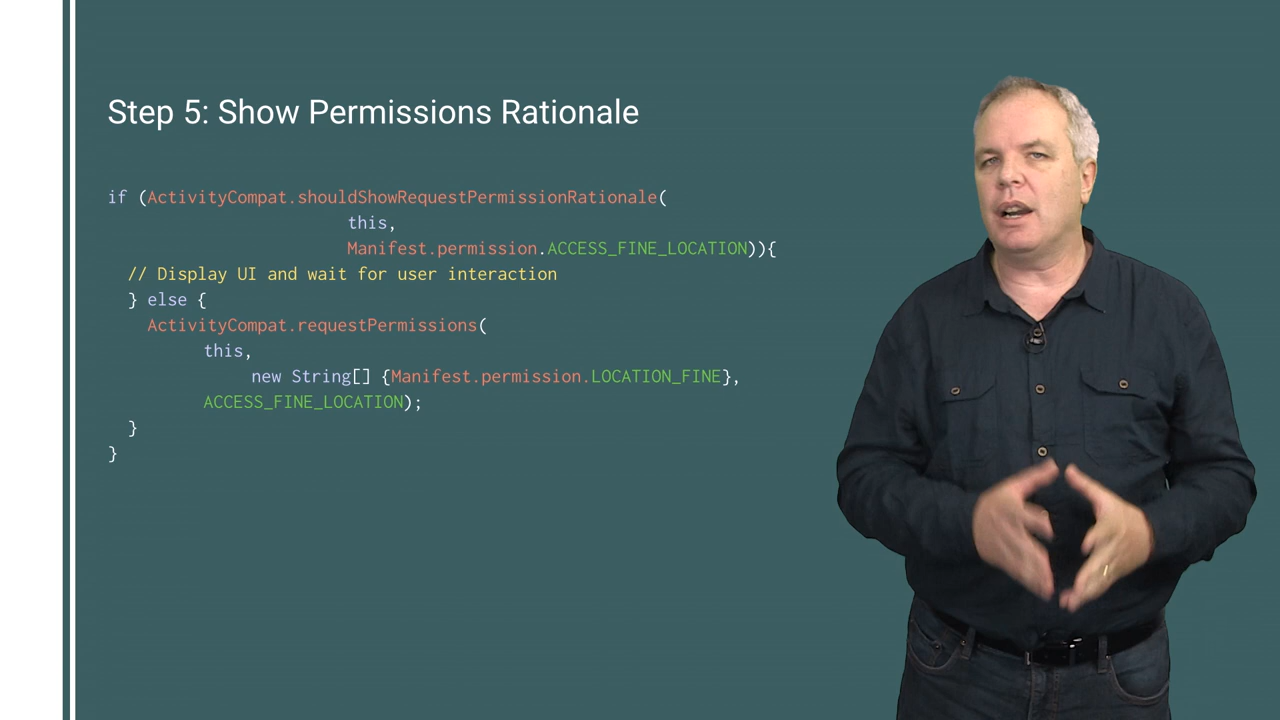 Step 5: Show Permissions Rationale
if (ActivityCompat.shouldShowRequestPermissionRationale(
this,
Manifest.permission.ACCESS_FINE_LOCATION)){
// Display UI and wait for user interaction
} else {
ActivityCompat.requestPermissions(
this,
new String[] {Manifest.permission.LOCATION_FINE},
ACCESS_FINE_LOCATION);
}
}